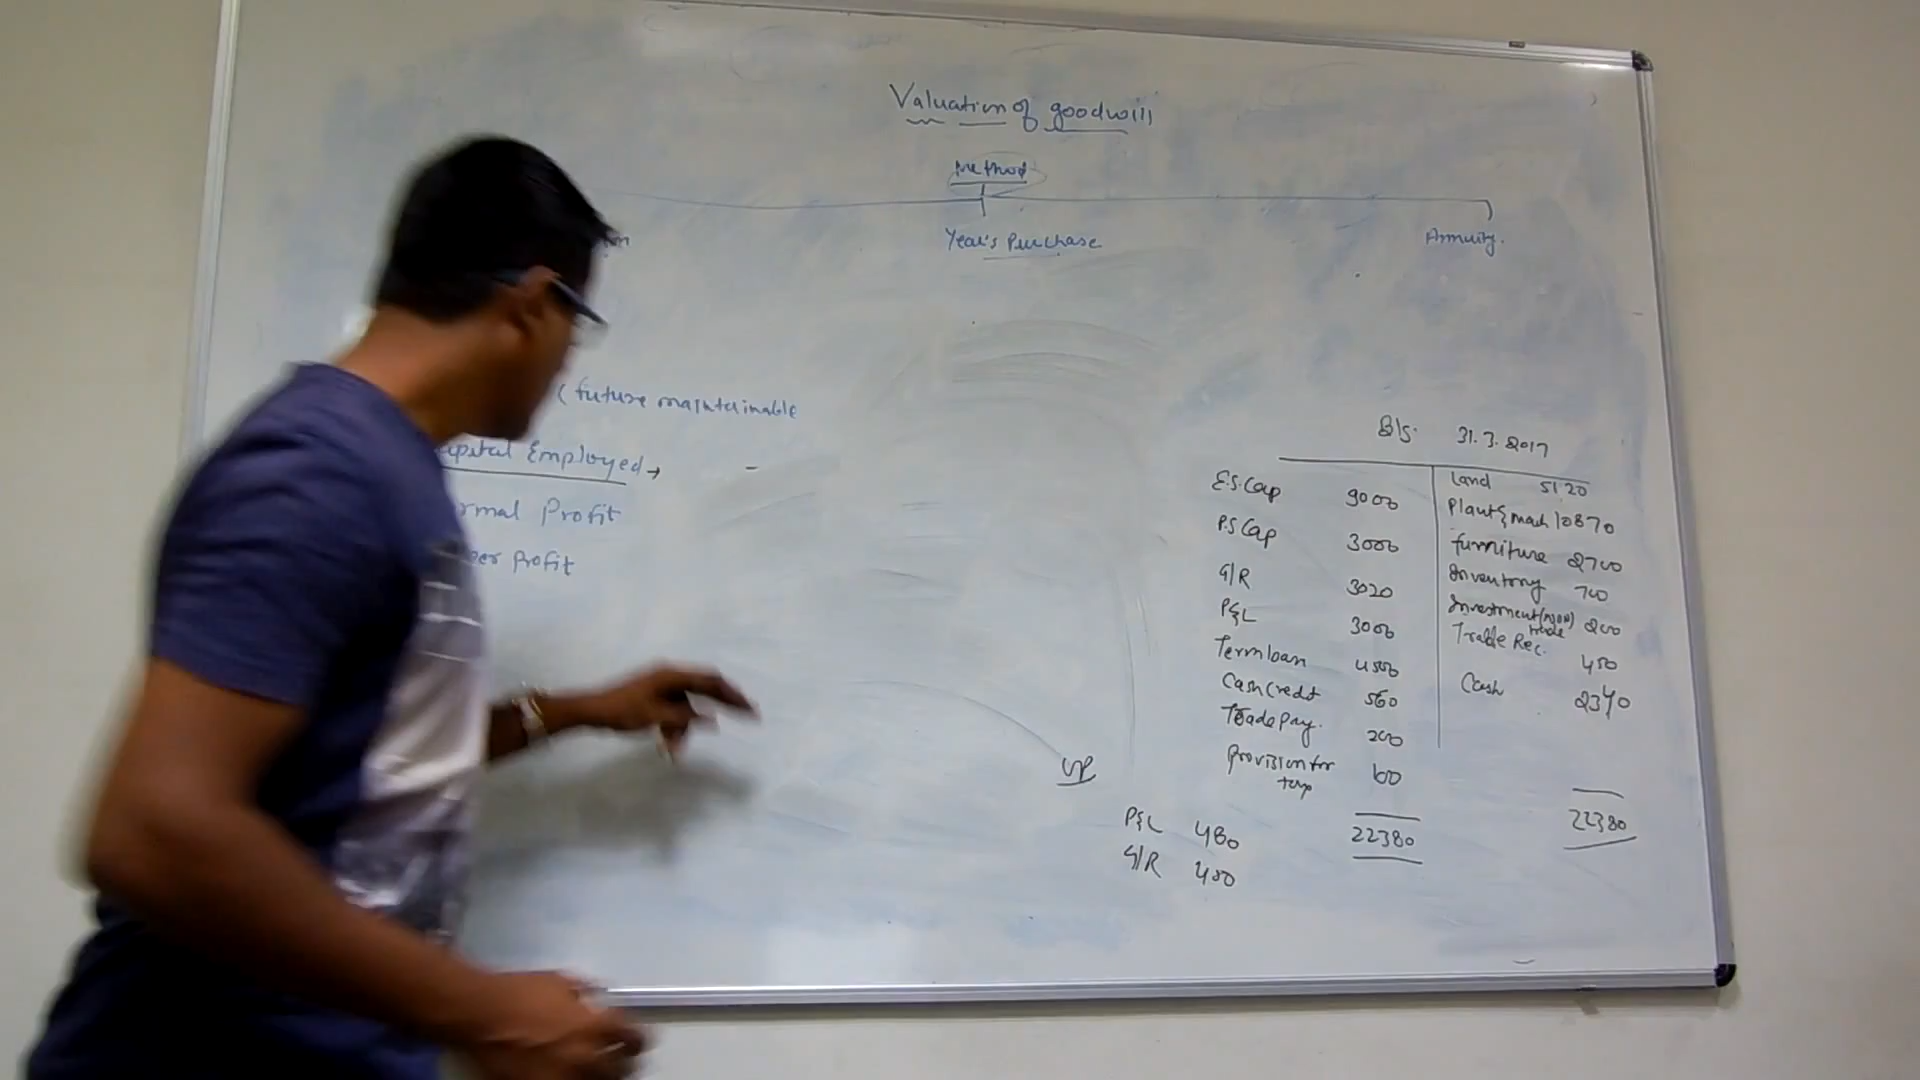 Valuation of goodwill
Method
Year's Purchase
Annuity.
(future maintainable
Capital Employed →
rmal Profit
per profit
B/s. 31.3.2017
E.S.Cap 9000
P.S Cap 3000
G/R 3020
P&L 3000
Term loan 4500
Cash Credit 560
Trade pay. 200
provision for
tax 100
22380
Land 5120
Plant & mach 10870
furniture 2700
Inventory 700
Investment (non
trade) 200
Trade Rec. 450
Cash 2340
22380
UP
P&L 480
G/R 400